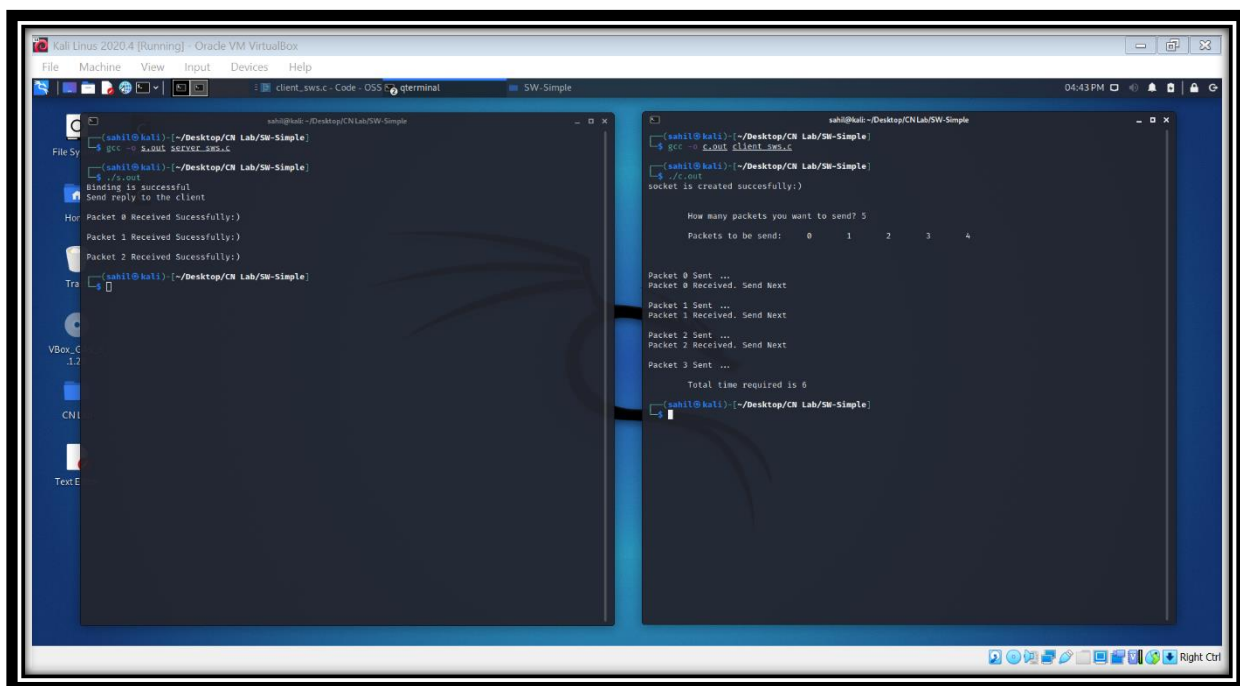 Kali Linus 2020.4 [Running] - Oracle VM VirtualBox
File Machine View Input Devices Help
client_sws.c - Code - OSS qterminal SW-Simple 04:43 PM
File Sy
Hor
Tra
VBox_G
.1.2
CN L
Text E
sahil@kali: ~/Desktop/CN Lab/SW-Simple
(sahil㉿kali)-[~/Desktop/CN Lab/SW-Simple]
$ gcc -o s.out server_sws.c
(sahil㉿kali)-[~/Desktop/CN Lab/SW-Simple]
$ ./s.out
Binding is successful
Send reply to the client
Packet 0 Received Sucessfully:)
Packet 1 Received Sucessfully:)
Packet 2 Received Sucessfully:)
(sahil㉿kali)-[~/Desktop/CN Lab/SW-Simple]
$
sahil@kali: ~/Desktop/CN Lab/SW-Simple
(sahil㉿kali)-[~/Desktop/CN Lab/SW-Simple]
$ gcc -o c.out client_sws.c
(sahil㉿kali)-[~/Desktop/CN Lab/SW-Simple]
$ ./c.out
socket is created succesfully:)
How many packets you want to send? 5
Packets to be send: 0 1 2 3 4
Packet 0 Sent ...
Packet 0 Received. Send Next
Packet 1 Sent ...
Packet 1 Received. Send Next
Packet 2 Sent ...
Packet 2 Received. Send Next
Packet 3 Sent ...
Total time required is 6
(sahil㉿kali)-[~/Desktop/CN Lab/SW-Simple]
$
Right Ctrl